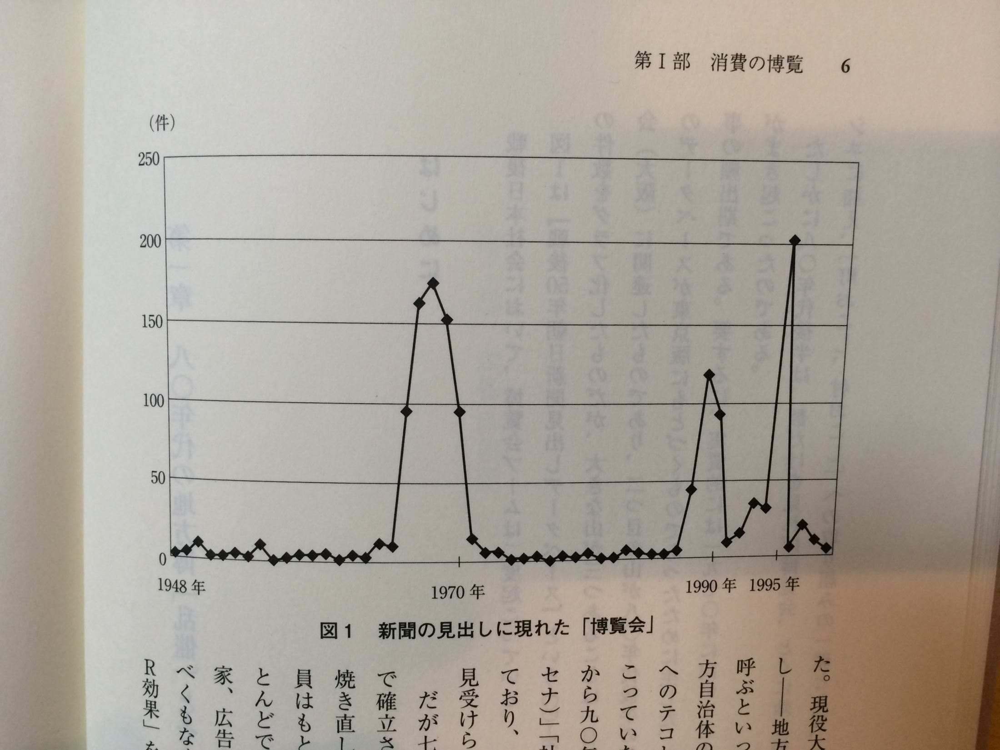 第Ⅰ部　消費の博覧　6
（件）
250
200
150
100
50
0
1948年
1970年
1990年
1995年
図1　新聞の見出しに現れた「博覧会」
た。現役大
し――地方
呼ぶといっ
方自治体の
へのテコ
こってい
から九〇年
セナ）」「社
ており、
見受けら
だが七
で確立さ
焼き直し
員はもと
とんどで
家、広告
べくもな
R効果」を